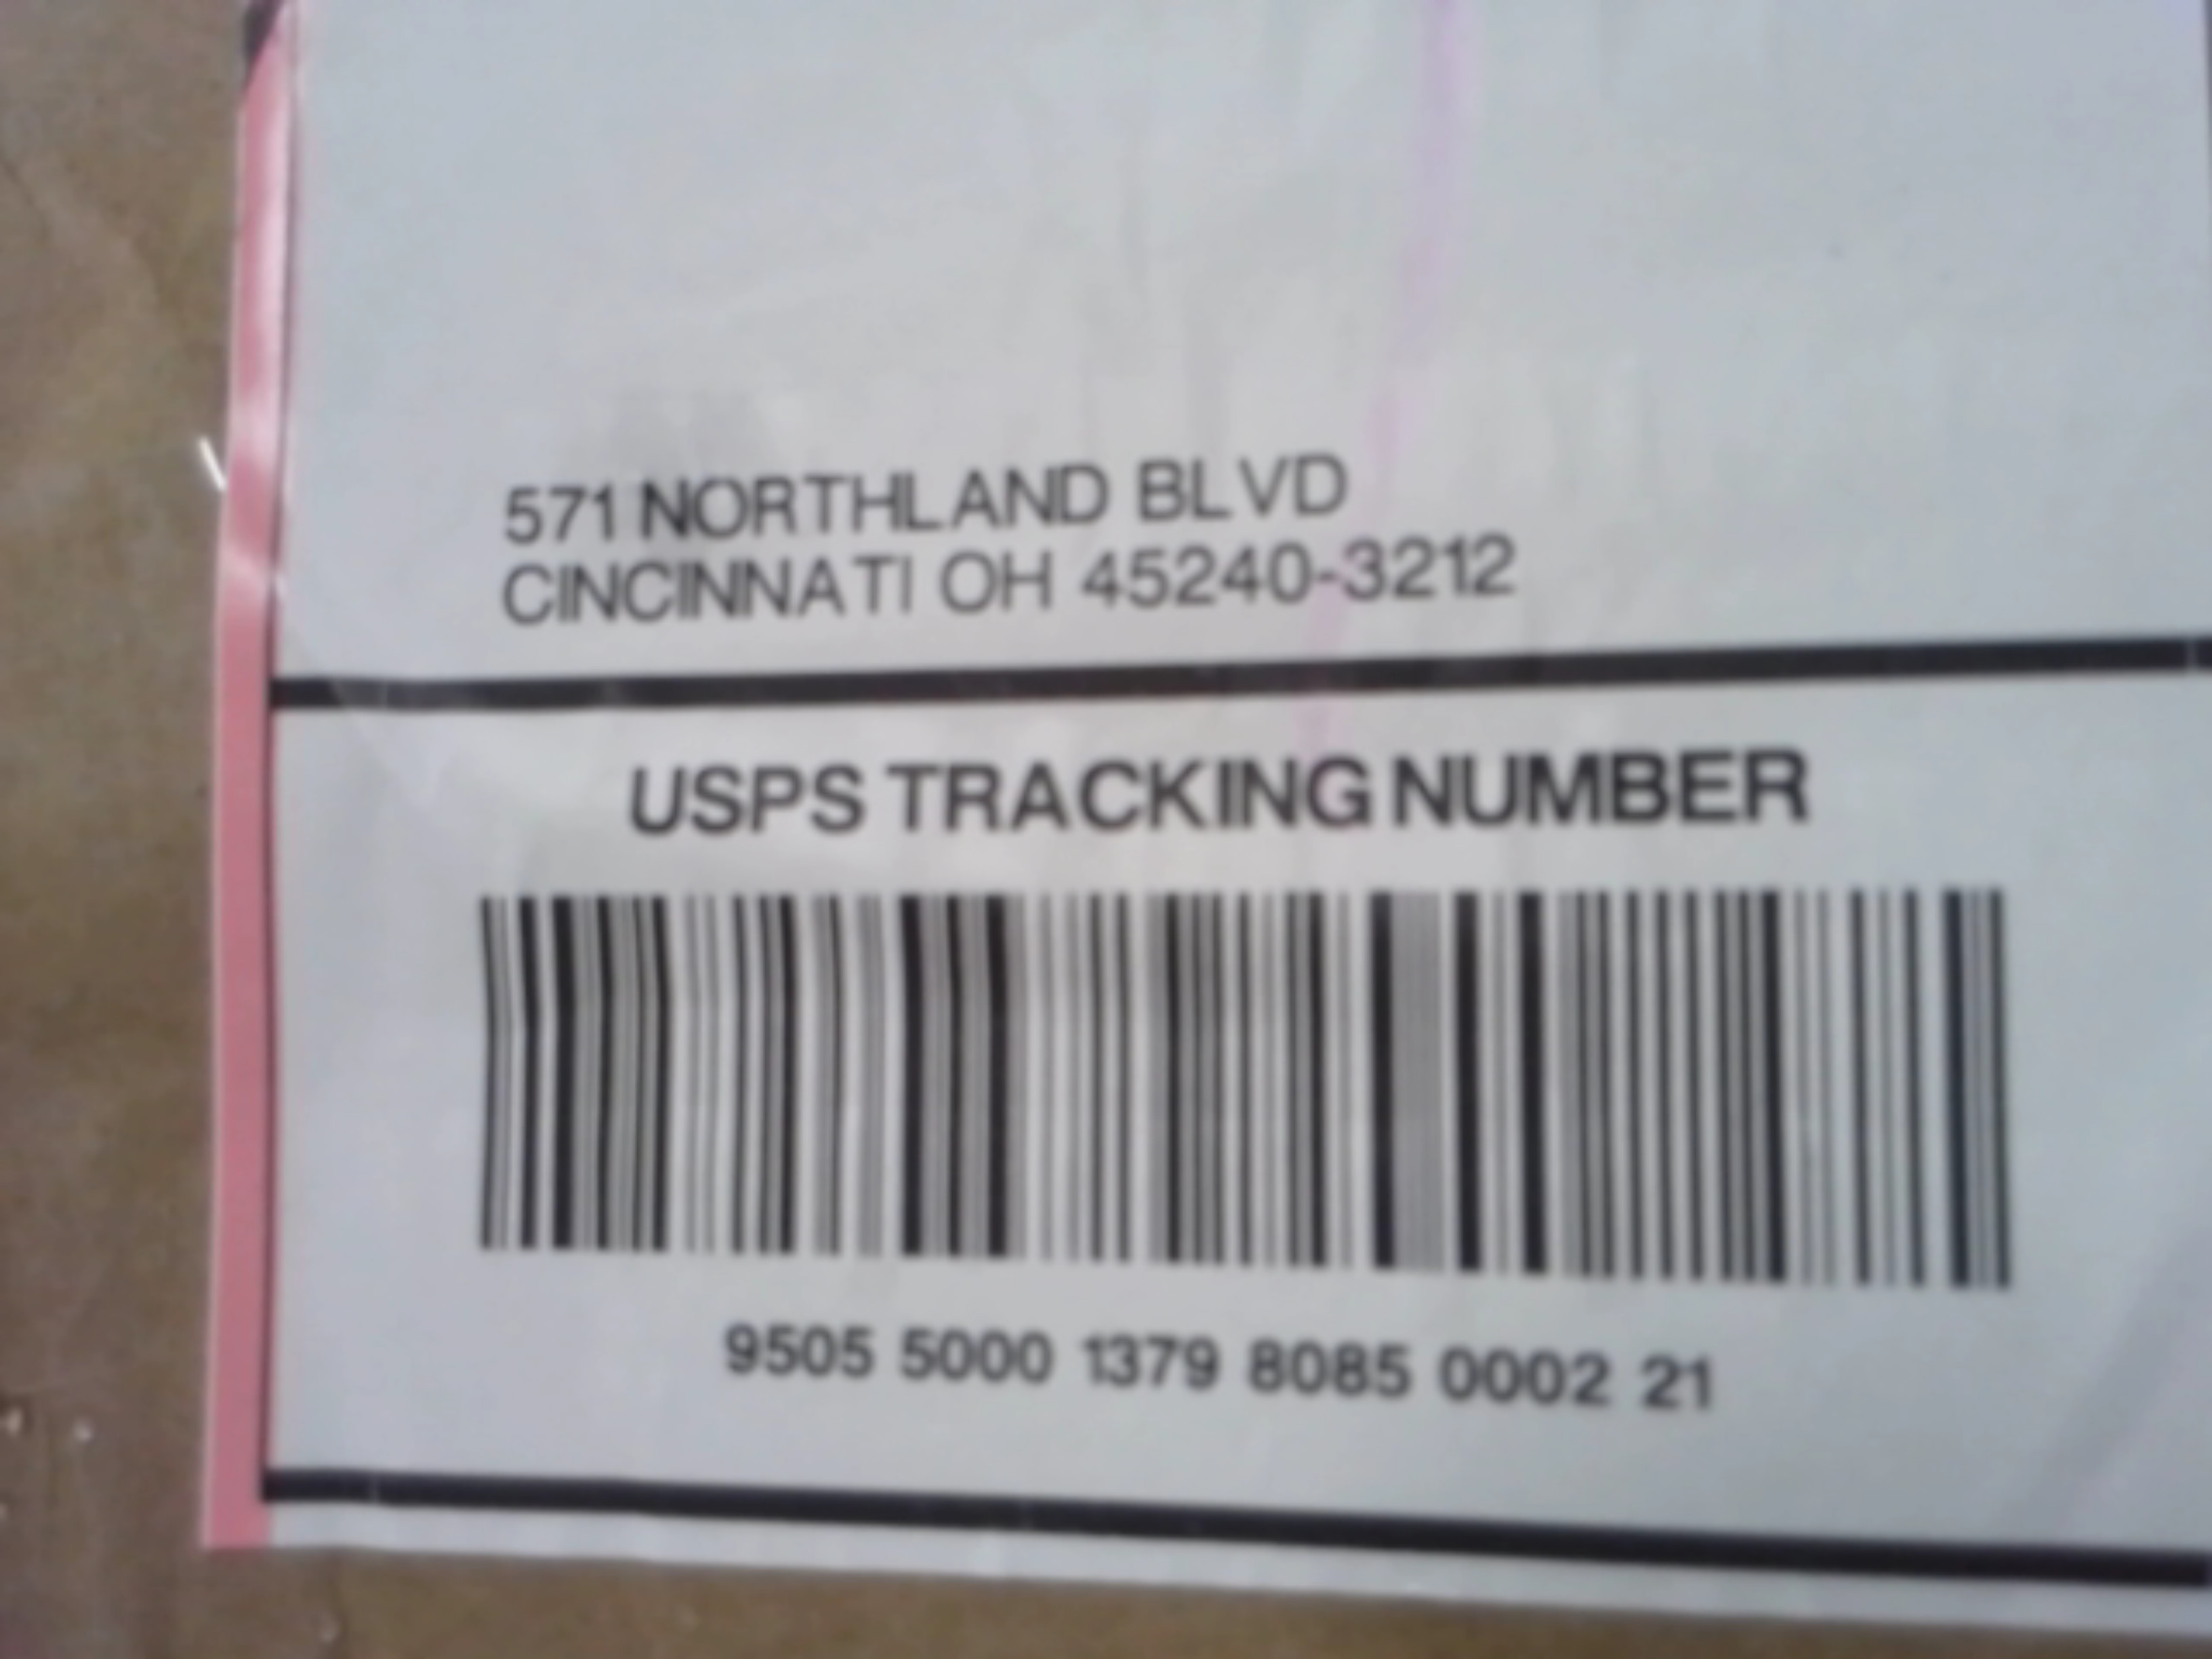 571 NORTHLAND BLVD
CINCINNATI OH 45240-3212
USPS TRACKING NUMBER
9505 5000 1379 8085 0002 21